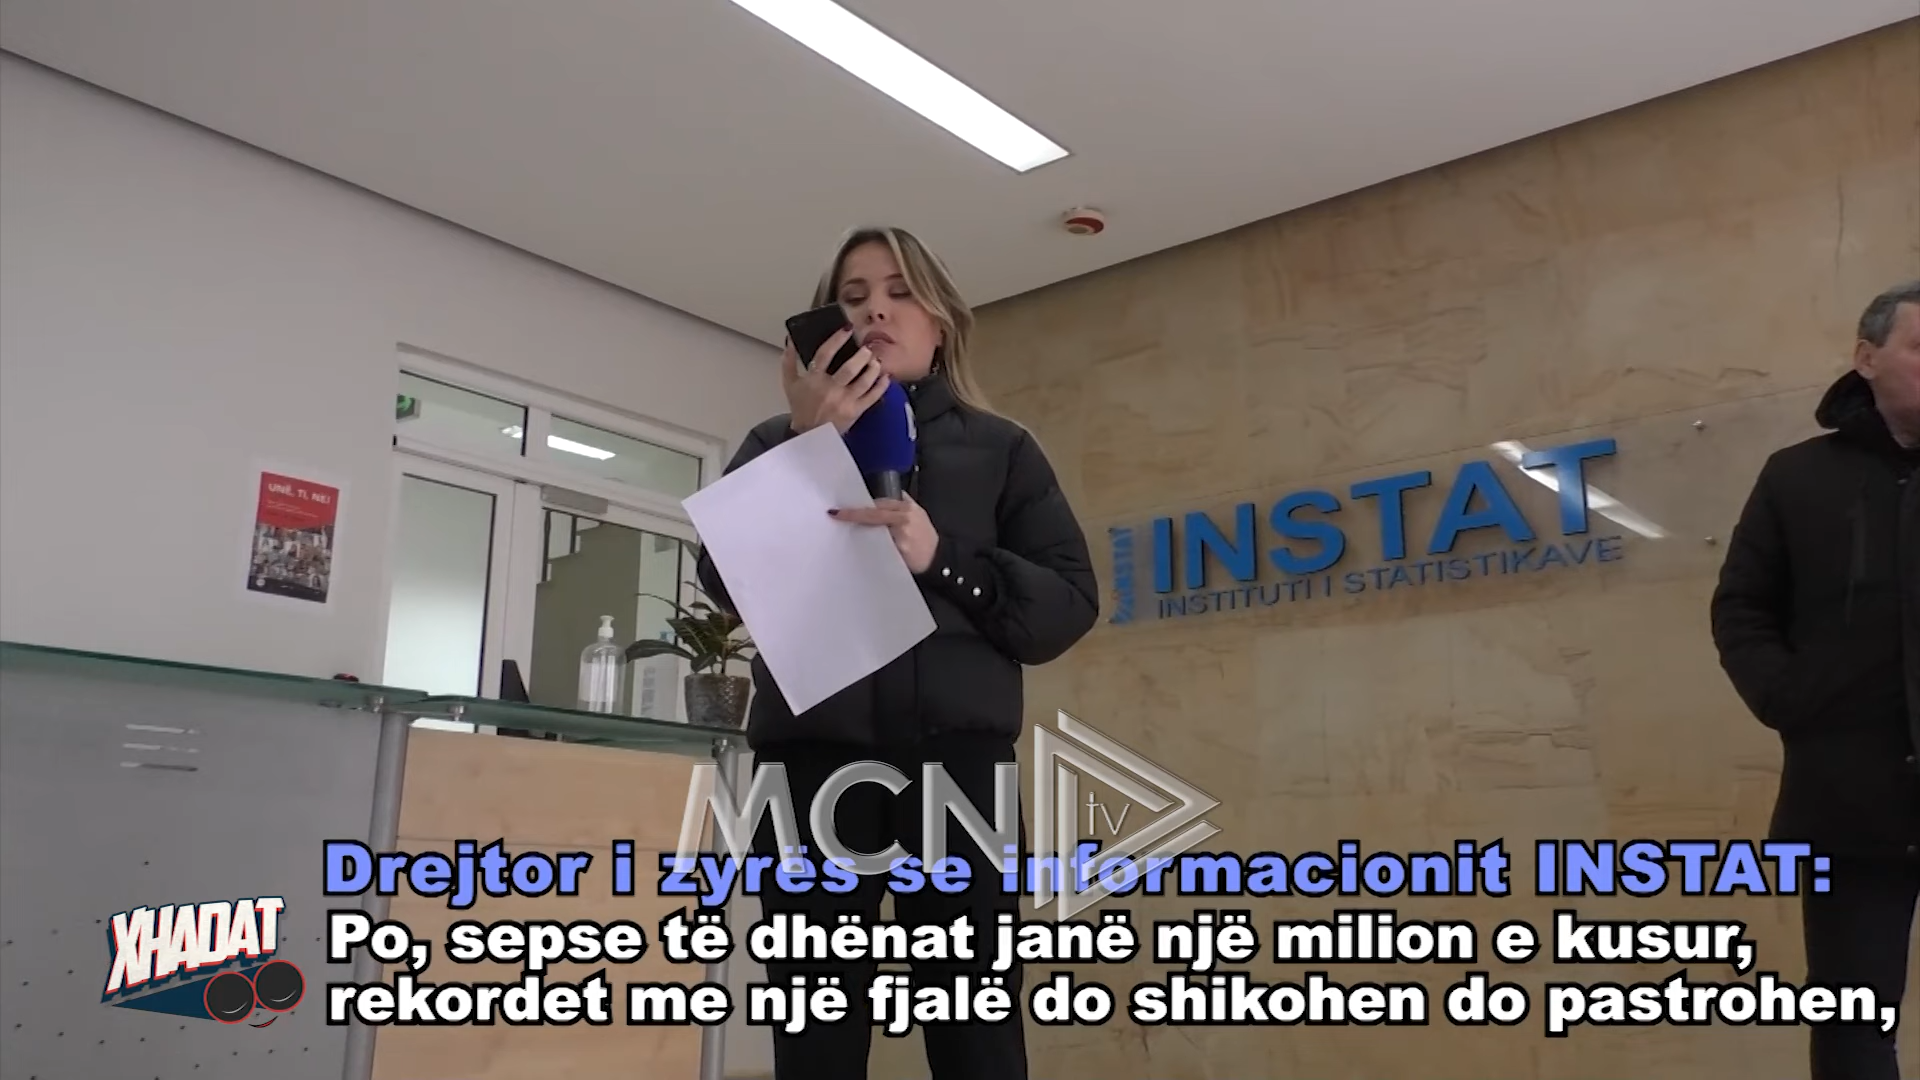 UNË, TI, NE!
INSTAT
INSTAT
INSTITUTI I STATISTIKAVE
MCN
tv
Drejtor i zyrës se informacionit INSTAT:
XHADAT
Po, sepse të dhënat janë një milion e kusur,
rekordet me një fjalë do shikohen do pastrohen,